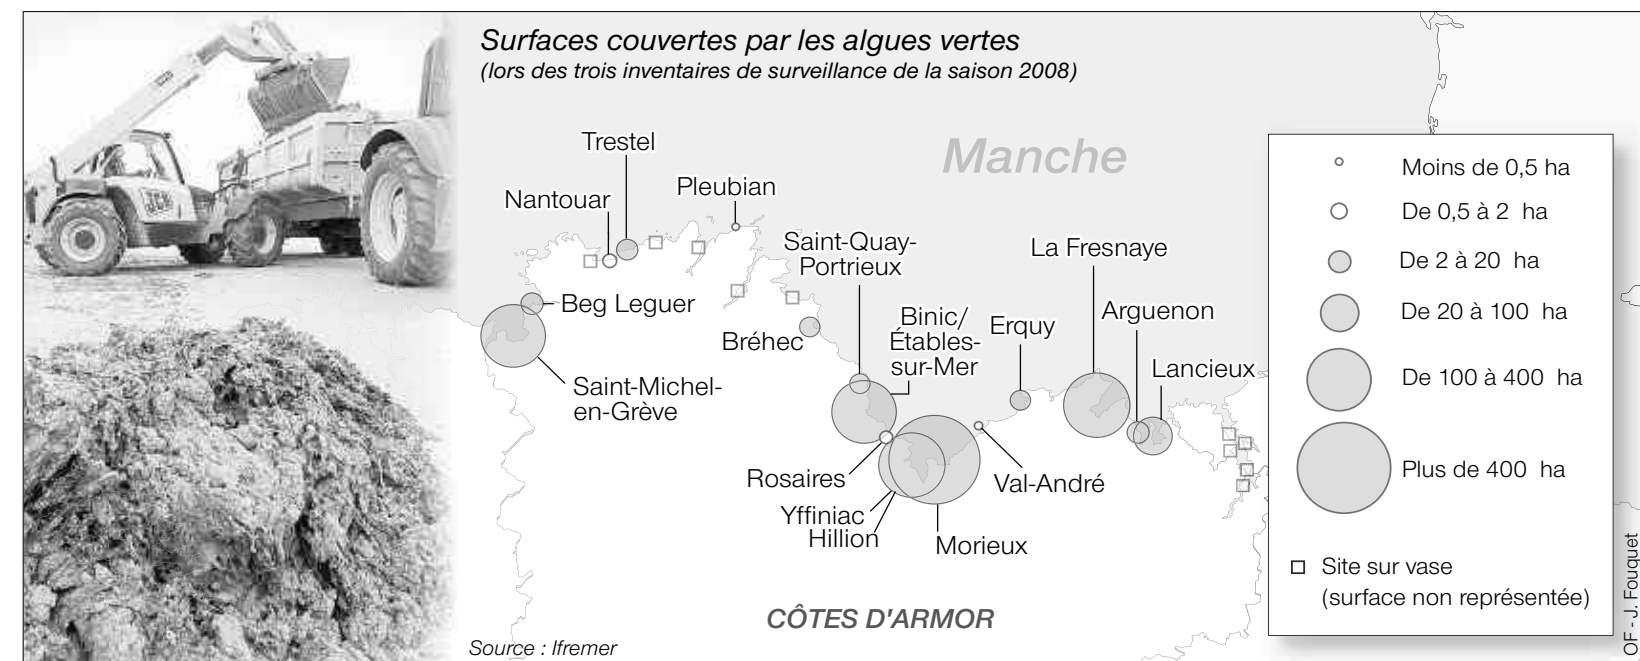 Surfaces couvertes par les algues vertes
(lors des trois inventaires de surveillance de la saison 2008)
Manche
Trestel
Nantouar
Pleubian
Saint-Quay-
Portrieux
La Fresnaye
Beg Leguer
Binic/
Étables-
sur-Mer
Erquy
Arguenon
Bréhec
Lancieux
Saint-Michel-
en-Grève
Rosaires
Val-André
Yffiniac
Hillion
Morieux
CÔTES D'ARMOR
Source : Ifremer
Moins de 0,5 ha
De 0,5 à 2 ha
De 2 à 20 ha
De 20 à 100 ha
De 100 à 400 ha
Plus de 400 ha
Site sur vase
(surface non représentée)
OF - J. Fouquet
JCB